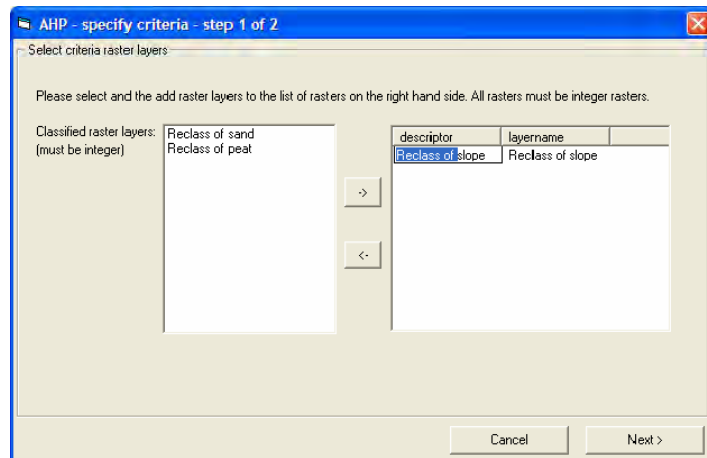 AHP - specify criteria - step 1 of 2
Select criteria raster layers
Please select and the add raster layers to the list of rasters on the right hand side. All rasters must be integer rasters.
Classified raster layers:
(must be integer)
Reclass of sand
Reclass of peat
->
<-
descriptor layername
Reclass of slope Reclass of slope
Cancel Next >